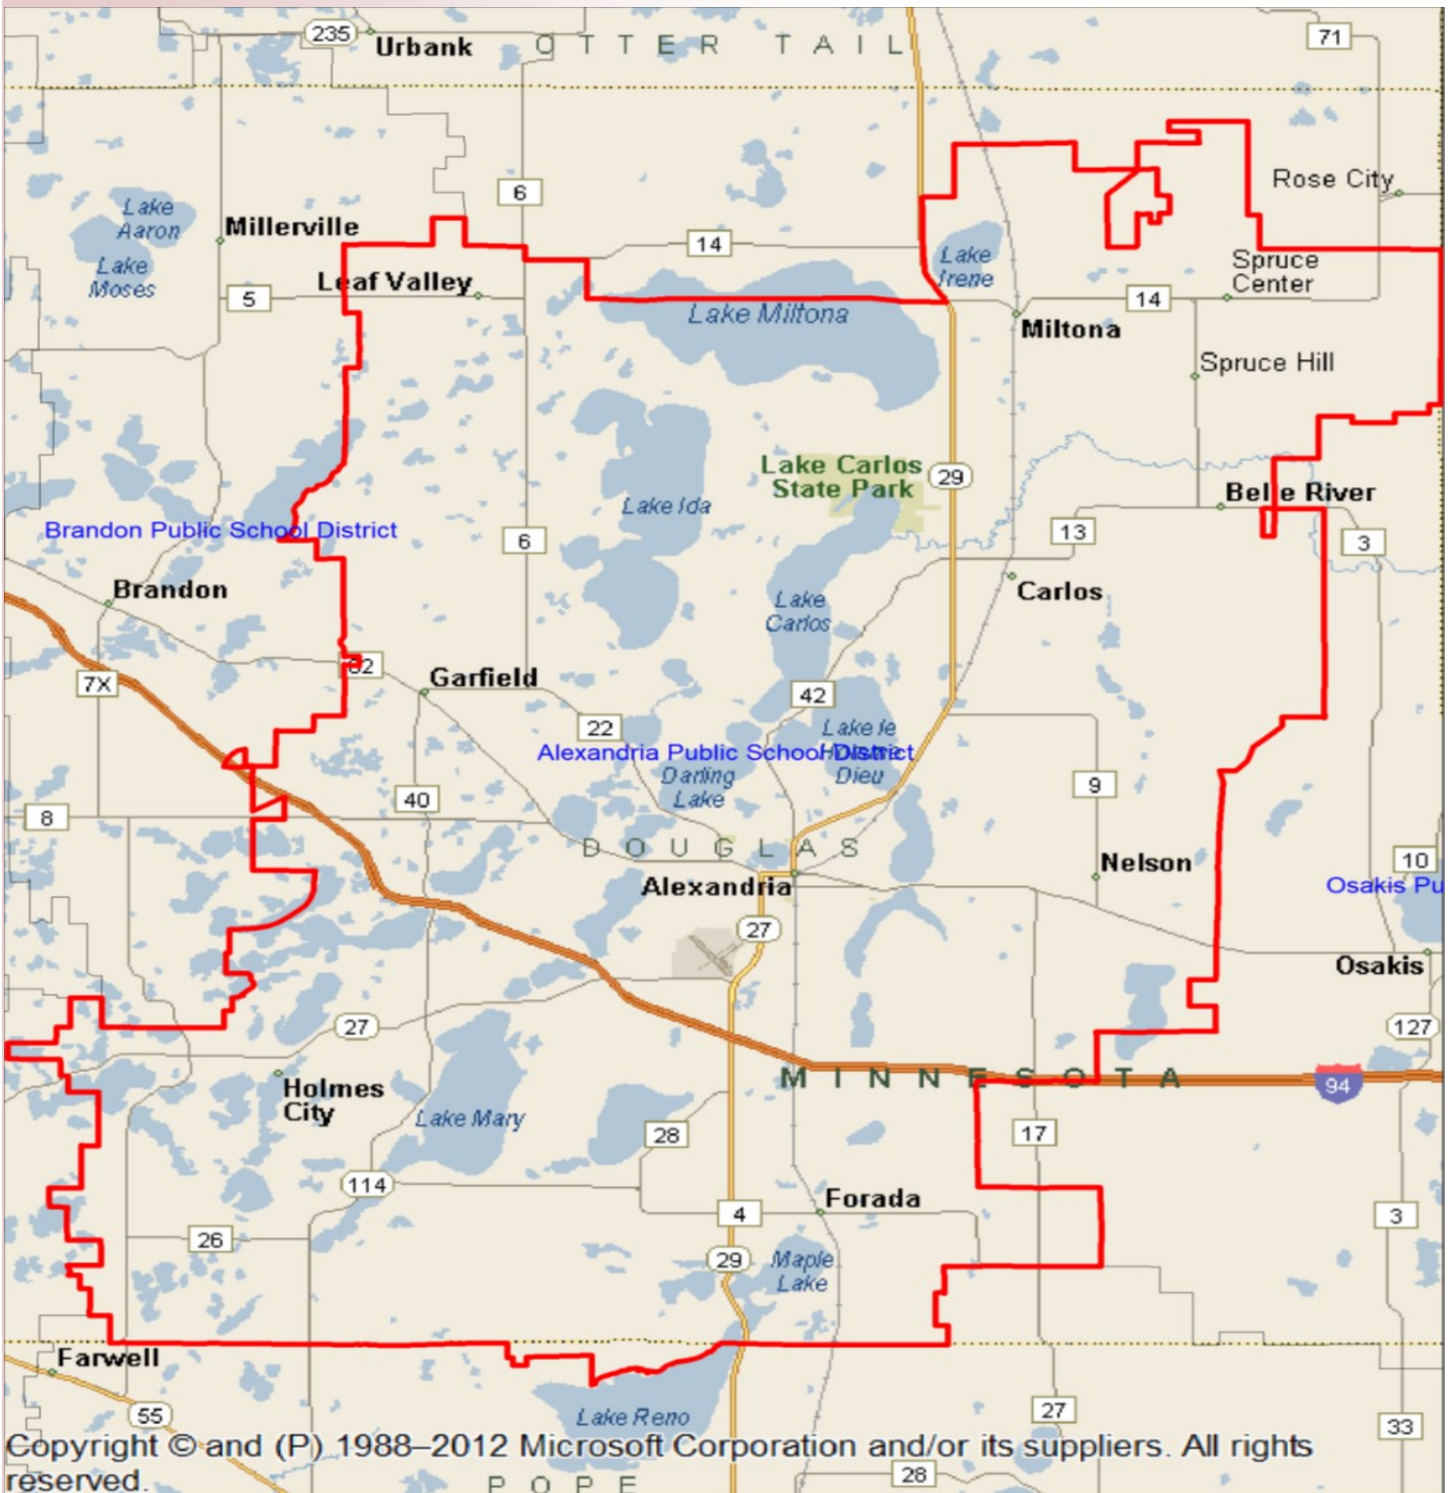 235
Urbank
OTTER TAIL
71
Rose City
6
Lake
Aaron
Millerville
14
Lake
Moses
Lake
Irene
Spruce
Center
Leaf Valley
5
14
Lake Miltona
Miltona
Spruce Hill
Lake Carlos
State Park
29
Belle River
Lake Ida
Brandon Public School District
6
13
3
Brandon
Lake
Carlos
Carlos
62
Garfield
7X
42
22
Lake le
Alexandria Public School District
Darling
Lake
Dieu
40
9
8
DOUGLAS
Nelson
10
Alexandria
Osakis Pu
27
Osakis
27
127
MINNESOTA
94
Holmes
City
Lake Mary
28
17
114
Forada
4
3
26
29
Maple
Lake
Farwell
55
Lake Reno
27
33
Copyright © and (P) 1988–2012 Microsoft Corporation and/or its suppliers. All rights
reserved.
POPE
28